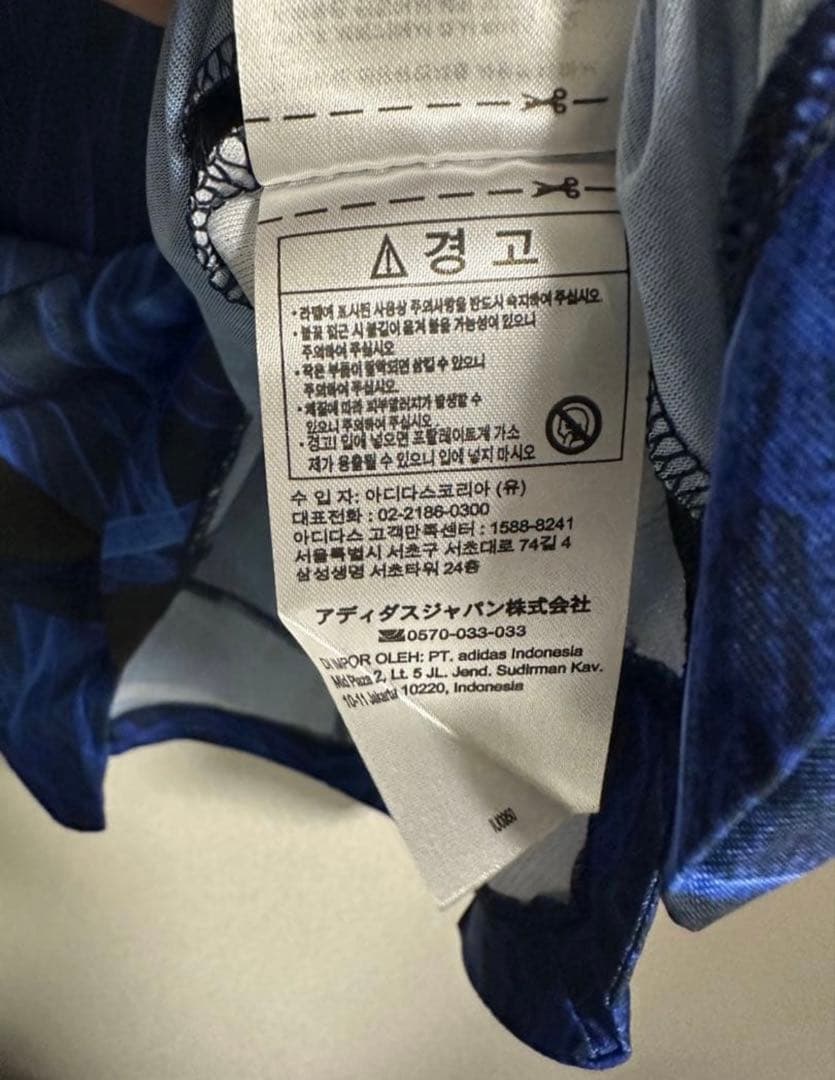 ⚠ 경 고
• 라벨에 표시된 사용상 주의사항을 반드시 숙지하여 주십시오.
• 불꽃 접근 시 불길이 옮겨 붙을 가능성이 있으니
주의하여 주십시오
• 작은 부품이 탈락되면 삼킬 수 있으니
주의하여 주십시오.
• 체질에 따라 피부알러지가 발생할 수
있으니 주의하여 주십시오.
• 경고! 입에 넣으면 프탈레이트계 가소
제가 용출될 수 있으니 입에 넣지 마시오
수 입 자: 아디다스코리아 (유)
대표전화 : 02-2186-0300
아디다스 고객만족센터 : 1588-8241
서울특별시 서초구 서초대로 74길 4
삼성생명 서초타워 24층
アディダスジャパン株式会社
0570-033-033
DI IMPOR OLEH: PT. adidas Indonesia
Mid Plaza 2, Lt. 5 JL. Jend. Sudirman Kav.
10-11 Jakarta 10220, Indonesia